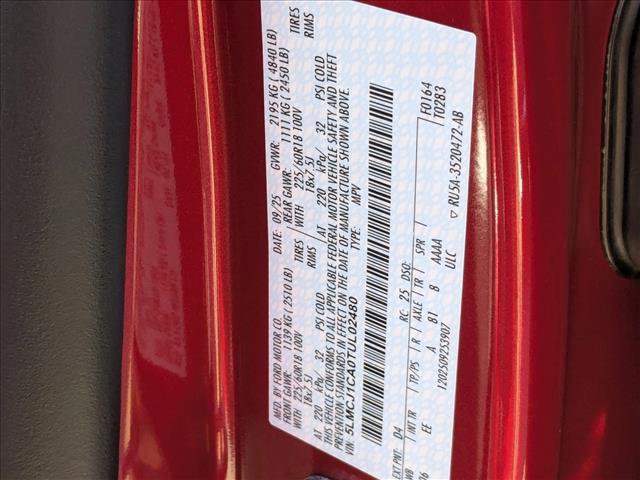 MFD. BY FORD MOTOR CO. DATE: 09/25 GVWR: 2195 KG ( 4840 LB)
FRONT GAWR: 1139 KG ( 2510 LB) REAR GAWR: 1111 KG ( 2450 LB)
WITH 225/60R18 100V TIRES WITH 225/60R18 100V TIRES
18x7.5J RIMS 18x7.5J RIMS
AT 220 kPa/ 32 PSI COLD AT 220 kPa/ 32 PSI COLD
THIS VEHICLE CONFORMS TO ALL APPLICABLE FEDERAL MOTOR VEHICLE SAFETY AND THEFT
PREVENTION STANDARDS IN EFFECT ON THE DATE OF MANUFACTURE SHOWN ABOVE.
VIN: 5LMCJ1CA0TUL02480 TYPE: MPV
EXT PNT: D4 RC: 25 DSO: F0164
WB INT TR TP/PS R AXLE TR SPR T0283
06 EE A B1 8 AAAA
ULC
1202509253907 RU5A-3520472-AB